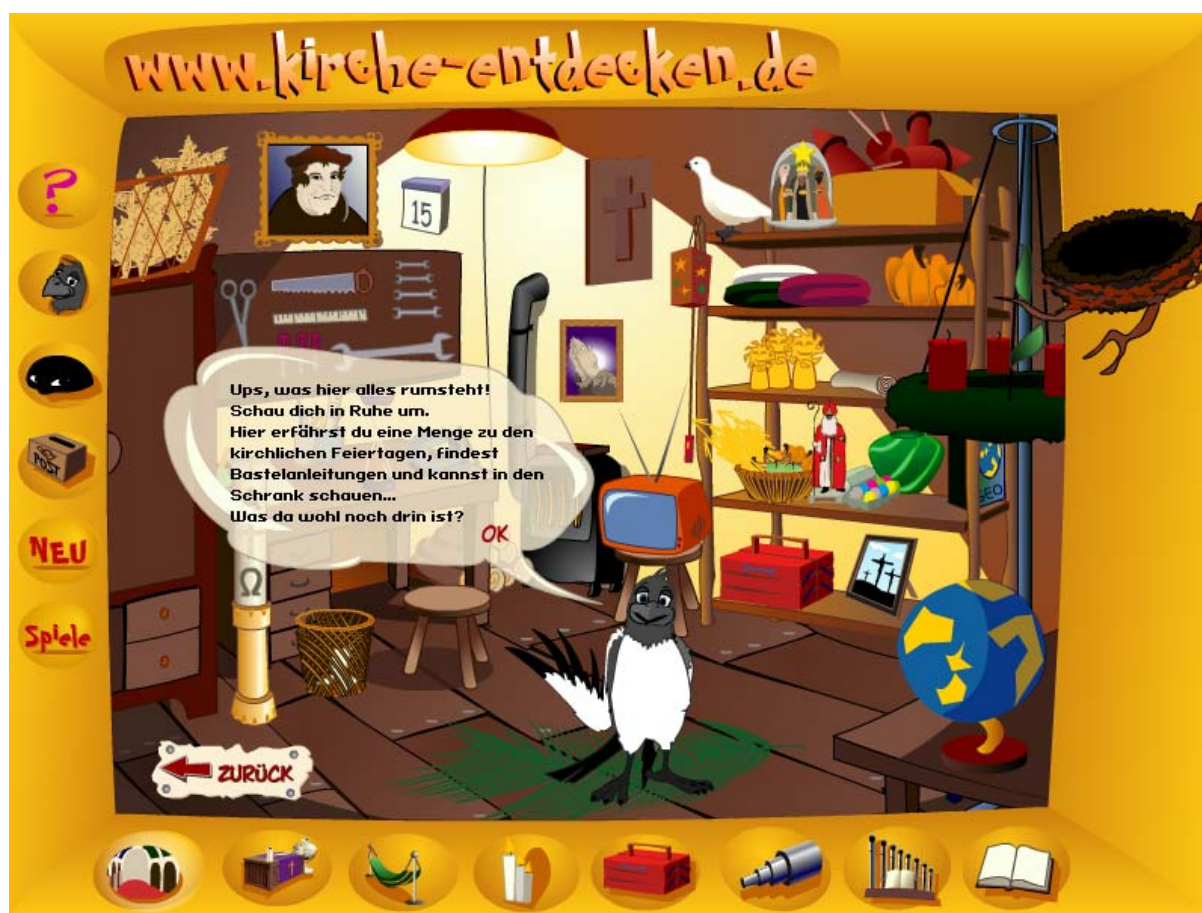 www.kirche-entdecken.de
?
15
Ups, was hier alles rumsteht!
Schau dich in Ruhe um.
Hier erfährst du eine Menge zu den
kirchlichen Feiertagen, findest
Bastelanleitungen und kannst in den
Schrank schauen...
Was da wohl noch drin ist?
OK
POST
NEU
GEO
Ω
Spiele
ZURÜCK